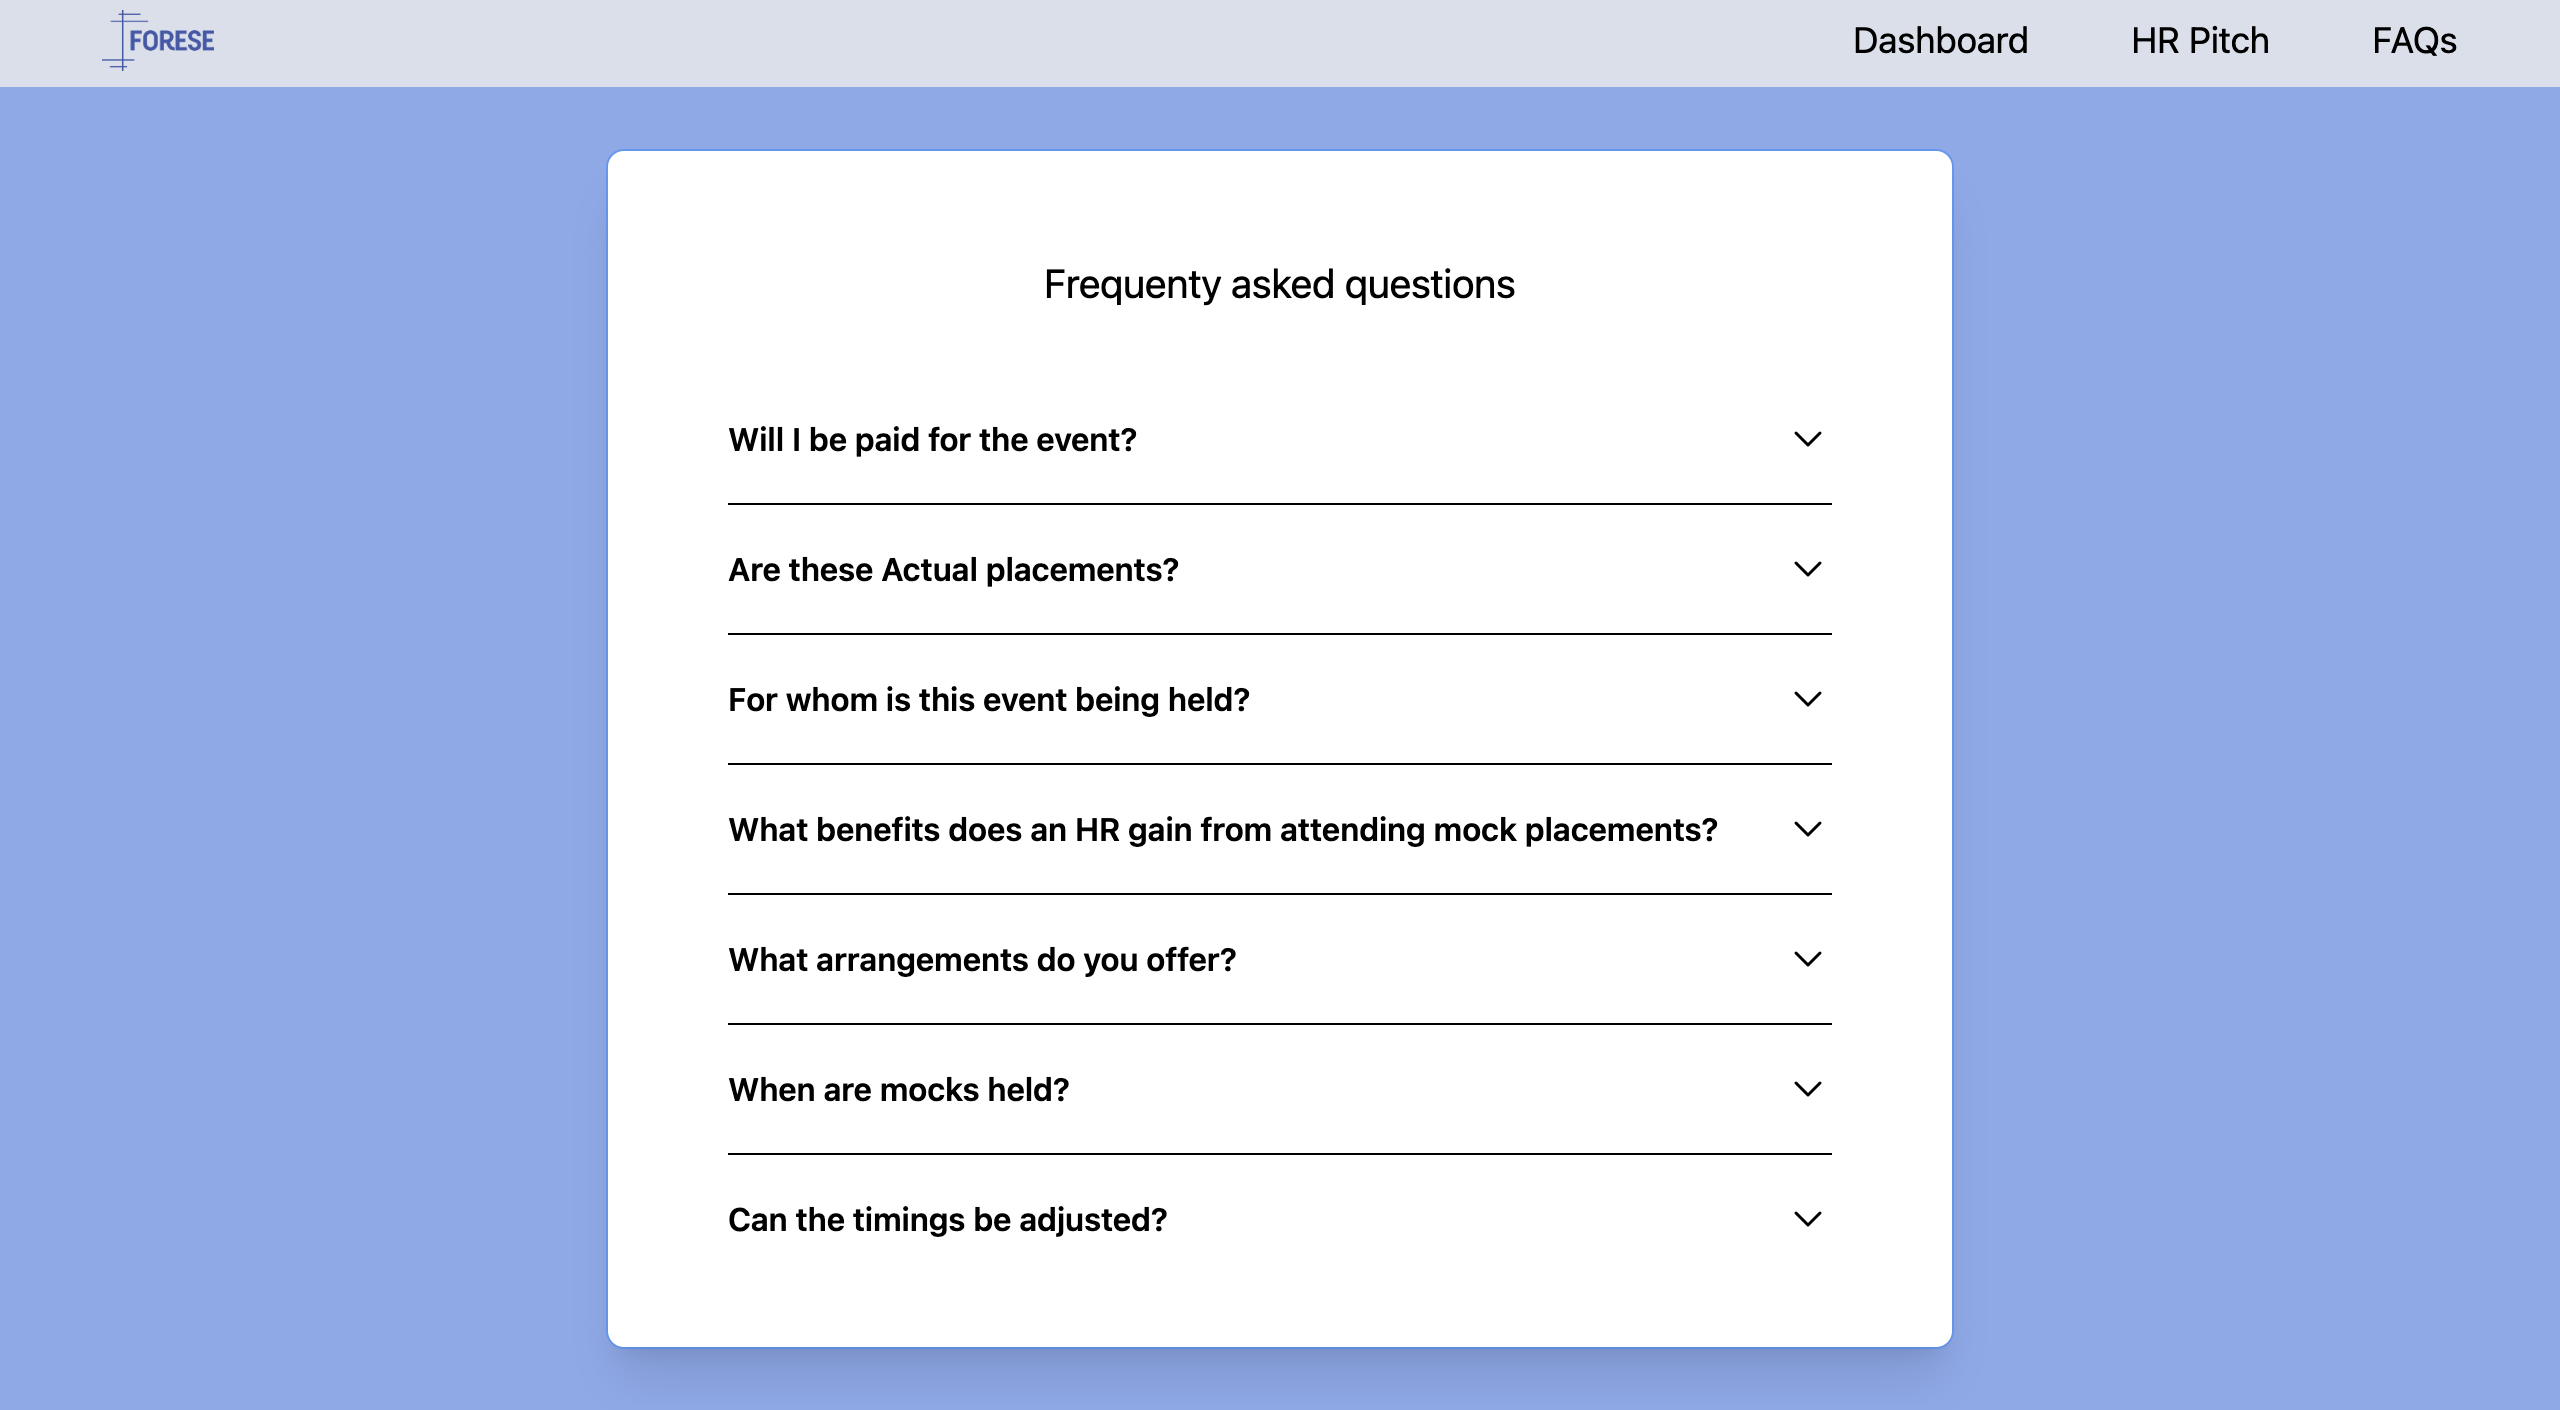 FORESE
Dashboard HR Pitch FAQs
Frequenty asked questions
Will I be paid for the event?
Are these Actual placements?
For whom is this event being held?
What benefits does an HR gain from attending mock placements?
What arrangements do you offer?
When are mocks held?
Can the timings be adjusted?